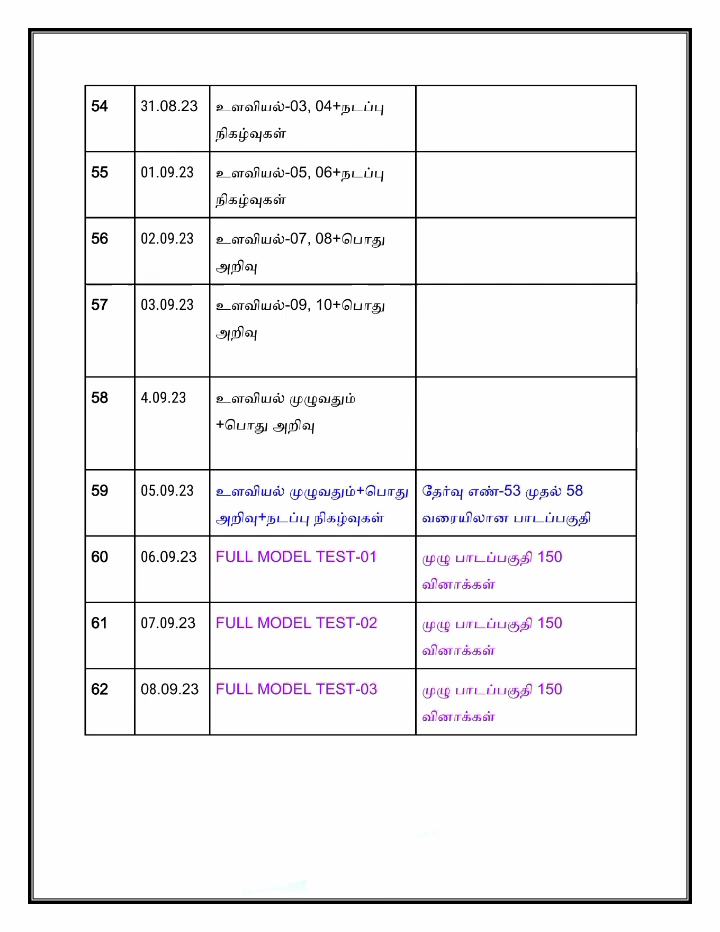 54 31.08.23 உளவியல்-03, 04+நடப்பு
நிகழ்வுகள்
55 01.09.23 உளவியல்-05, 06+நடப்பு
நிகழ்வுகள்
56 02.09.23 உளவியல்-07, 08+பொது
அறிவு
57 03.09.23 உளவியல்-09, 10+பொது
அறிவு
58 4.09.23 உளவியல் முழுவதும்
+பொது அறிவு
59 05.09.23 உளவியல் முழுவதும்+பொது தேர்வு எண்-53 முதல் 58
அறிவு+நடப்பு நிகழ்வுகள் வரையிலான பாடப்பகுதி
60 06.09.23 FULL MODEL TEST-01 முழு பாடப்பகுதி 150
வினாக்கள்
61 07.09.23 FULL MODEL TEST-02 முழு பாடப்பகுதி 150
வினாக்கள்
62 08.09.23 FULL MODEL TEST-03 முழு பாடப்பகுதி 150
வினாக்கள்